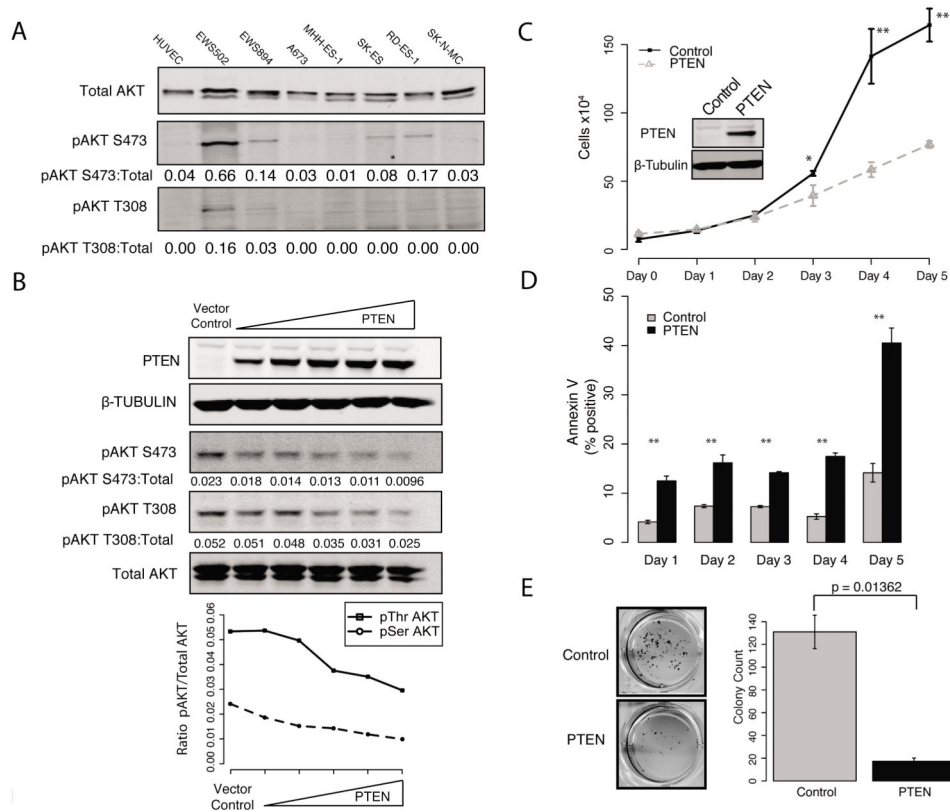 A
HUVEC EWS502 EWS894 A673 MHH-ES-1 SK-ES RD-ES-1 SK-N-MC
Total AKT
pAKT S473
pAKT S473:Total 0.04 0.66 0.14 0.03 0.01 0.08 0.17 0.03
pAKT T308
pAKT T308:Total 0.00 0.16 0.03 0.00 0.00 0.00 0.00 0.00
B
Vector Control
PTEN
PTEN
β-TUBULIN
pAKT S473
pAKT S473:Total 0.023 0.018 0.014 0.013 0.011 0.0096
pAKT T308
pAKT T308:Total 0.052 0.051 0.048 0.035 0.031 0.025
Total AKT
Ratio pAKT/Total AKT
0.00 0.01 0.02 0.03 0.04 0.05 0.06
pThr AKT
pSer AKT
Vector Control
PTEN
C
Cells x10⁴
0 50 100 150
Control
PTEN
Control PTEN
PTEN
β-Tubulin
* ** **
Day 0 Day 1 Day 2 Day 3 Day 4 Day 5
D
Annexin V
(% positive)
0 10 20 30 40 50
Control
PTEN
** ** ** ** **
Day 1 Day 2 Day 3 Day 4 Day 5
E
Control
PTEN
p = 0.01362
Colony Count
0 20 40 60 80 100 120 140
Control PTEN